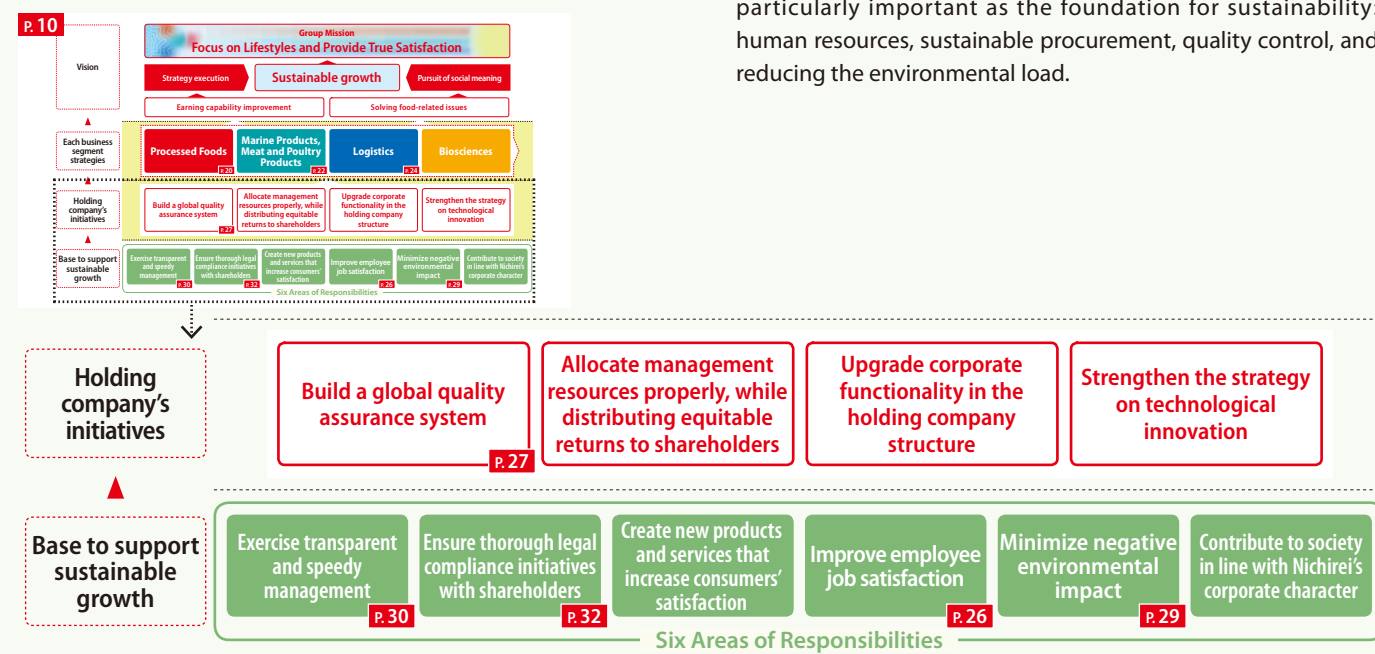 particularly important as the foundation for sustainability:
human resources, sustainable procurement, quality control, and
reducing the environmental load.
P. 10
Vision
Group Mission
Focus on Lifestyles and Provide True Satisfaction
Strategy execution
Sustainable growth
Pursuit of social meaning
Earning capability improvement
Solving food-related issues
Each business
segment
strategies
Processed Foods
P. 20
Marine Products,
Meat and Poultry
Products
P. 22
Logistics
P. 24
Biosciences
Holding
company's
initiatives
Build a global quality
assurance system
P. 27
Allocate management
resources properly, while
distributing equitable
returns to shareholders
Upgrade corporate
functionality in the
holding company
structure
Strengthen the strategy
on technological
innovation
Base to support
sustainable
growth
Exercise transparent
and speedy
management
P. 30
Ensure thorough legal
compliance initiatives
with shareholders
P. 32
Create new products
and services that
increase consumers'
satisfaction
Improve employee
job satisfaction
P. 26
Minimize negative
environmental
impact
P. 29
Contribute to society
in line with Nichirei's
corporate character
Six Areas of Responsibilities
Holding
company's
initiatives
Build a global quality
assurance system
P. 27
Allocate management
resources properly, while
distributing equitable
returns to shareholders
Upgrade corporate
functionality in the
holding company
structure
Strengthen the strategy
on technological
innovation
Base to support
sustainable
growth
Exercise transparent
and speedy
management
P. 30
Ensure thorough legal
compliance initiatives
with shareholders
P. 32
Create new products
and services that
increase consumers'
satisfaction
Improve employee
job satisfaction
P. 26
Minimize negative
environmental
impact
P. 29
Contribute to society
in line with Nichirei's
corporate character
Six Areas of Responsibilities